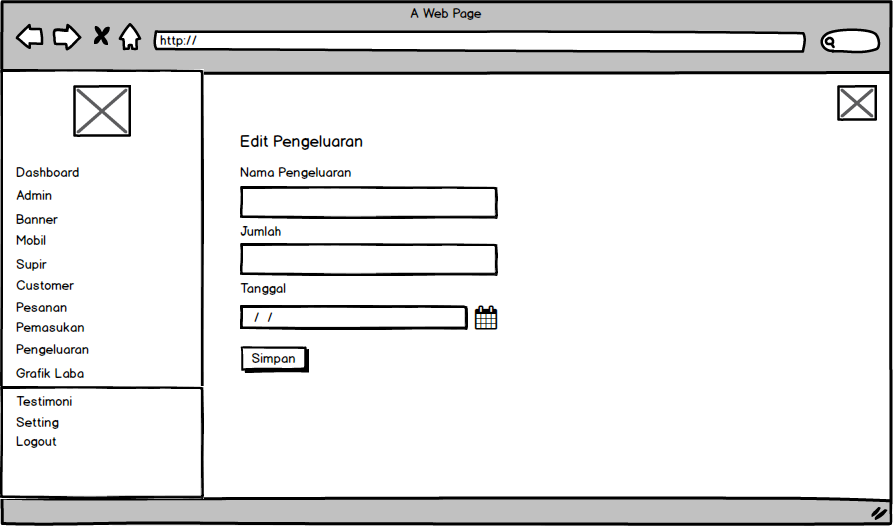 A Web Page
http://
Dashboard
Admin
Banner
Mobil
Supir
Customer
Pesanan
Pemasukan
Pengeluaran
Grafik Laba
Testimoni
Setting
Logout
Edit Pengeluaran
Nama Pengeluaran
Jumlah
Tanggal
/ /
Simpan